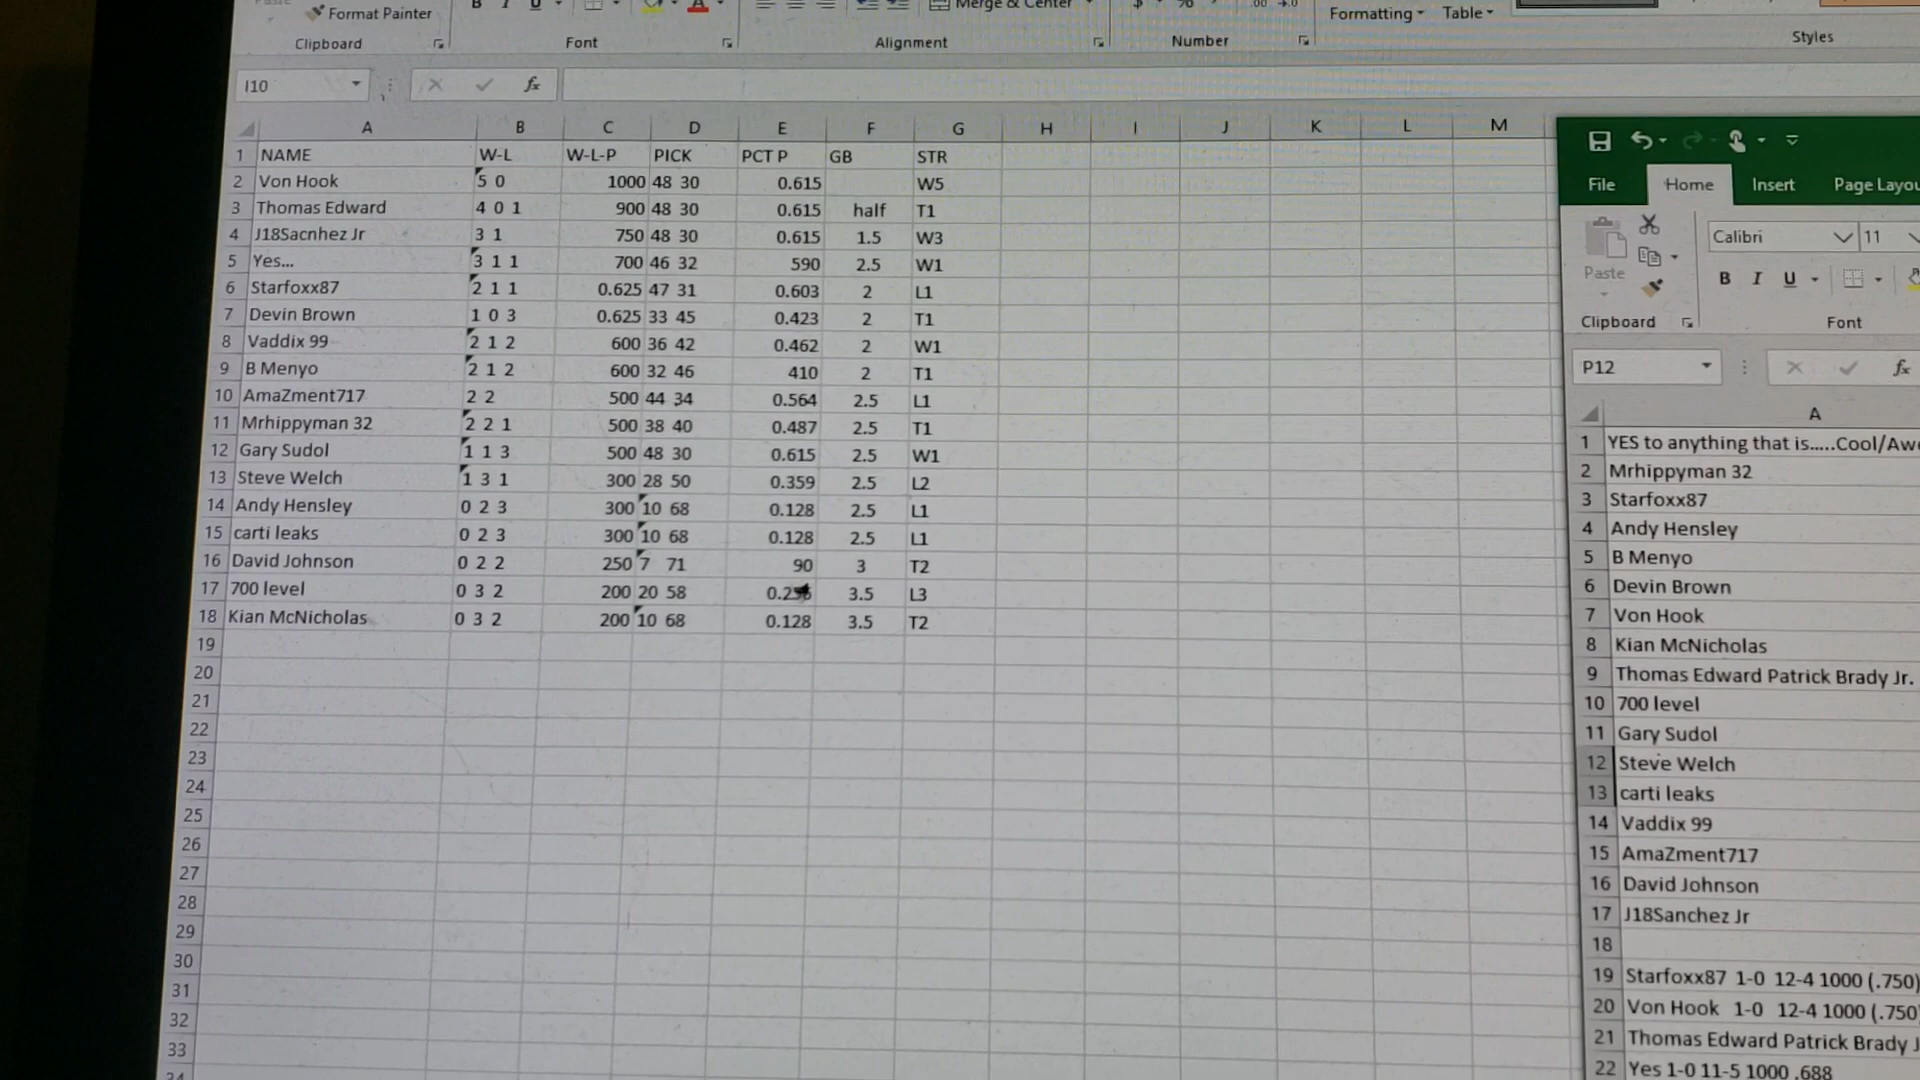 Format Painter
Merge & Center
Formatting Table
Clipboard Font Alignment Number Styles
I10 fx
A B C D E F G H I J K L M
1 NAME W-L W-L-P PICK PCT P GB STR
2 Von Hook 5 0 1000 48 30 0.615 W5
3 Thomas Edward 4 0 1 900 48 30 0.615 half T1
4 J18Sacnhez Jr 3 1 750 48 30 0.615 1.5 W3
5 Yes... 3 1 1 700 46 32 590 2.5 W1
6 Starfoxx87 2 1 1 0.625 47 31 0.603 2 L1
7 Devin Brown 1 0 3 0.625 33 45 0.423 2 T1
8 Vaddix 99 2 1 2 600 36 42 0.462 2 W1
9 B Menyo 2 1 2 600 32 46 410 2 T1
10 AmaZment717 2 2 500 44 34 0.564 2.5 L1
11 Mrhippyman 32 2 2 1 500 38 40 0.487 2.5 T1
12 Gary Sudol 1 1 3 500 48 30 0.615 2.5 W1
13 Steve Welch 1 3 1 300 28 50 0.359 2.5 L2
14 Andy Hensley 0 2 3 300 10 68 0.128 2.5 L1
15 carti leaks 0 2 3 300 10 68 0.128 2.5 L1
16 David Johnson 0 2 2 250 7 71 90 3 T2
17 700 level 0 3 2 200 20 58 3.5 L3
18 Kian McNicholas 0 3 2 200 10 68 0.128 3.5 T2
19
20
21
22
23
24
25
26
27
28
29
30
31
32
33
File Home Insert Page Layou
Calibri 11
Paste
B I U
Clipboard Font
P12 fx
A
1 YES to anything that is.....Cool/Awe
2 Mrhippyman 32
3 Starfoxx87
4 Andy Hensley
5 B Menyo
6 Devin Brown
7 Von Hook
8 Kian McNicholas
9 Thomas Edward Patrick Brady Jr.
10 700 level
11 Gary Sudol
12 Steve Welch
13 carti leaks
14 Vaddix 99
15 AmaZment717
16 David Johnson
17 J18Sanchez Jr
18
19 Starfoxx87 1-0 12-4 1000 (.750)
20 Von Hook 1-0 12-4 1000 (.750
21 Thomas Edward Patrick Brady J
22 Yes 1-0 11-5 1000 .688